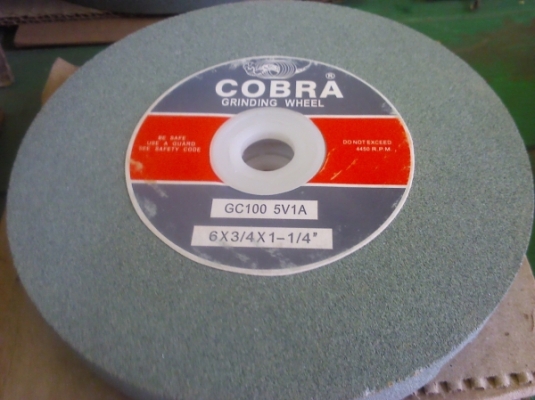 COBRA®
GRINDING WHEEL
BE SAFE
USE A GUARD
SEE SAFETY CODE
DO NOT EXCEED
4450 R.P.M.
GC100 5V1A
6X3/4X1-1/4"